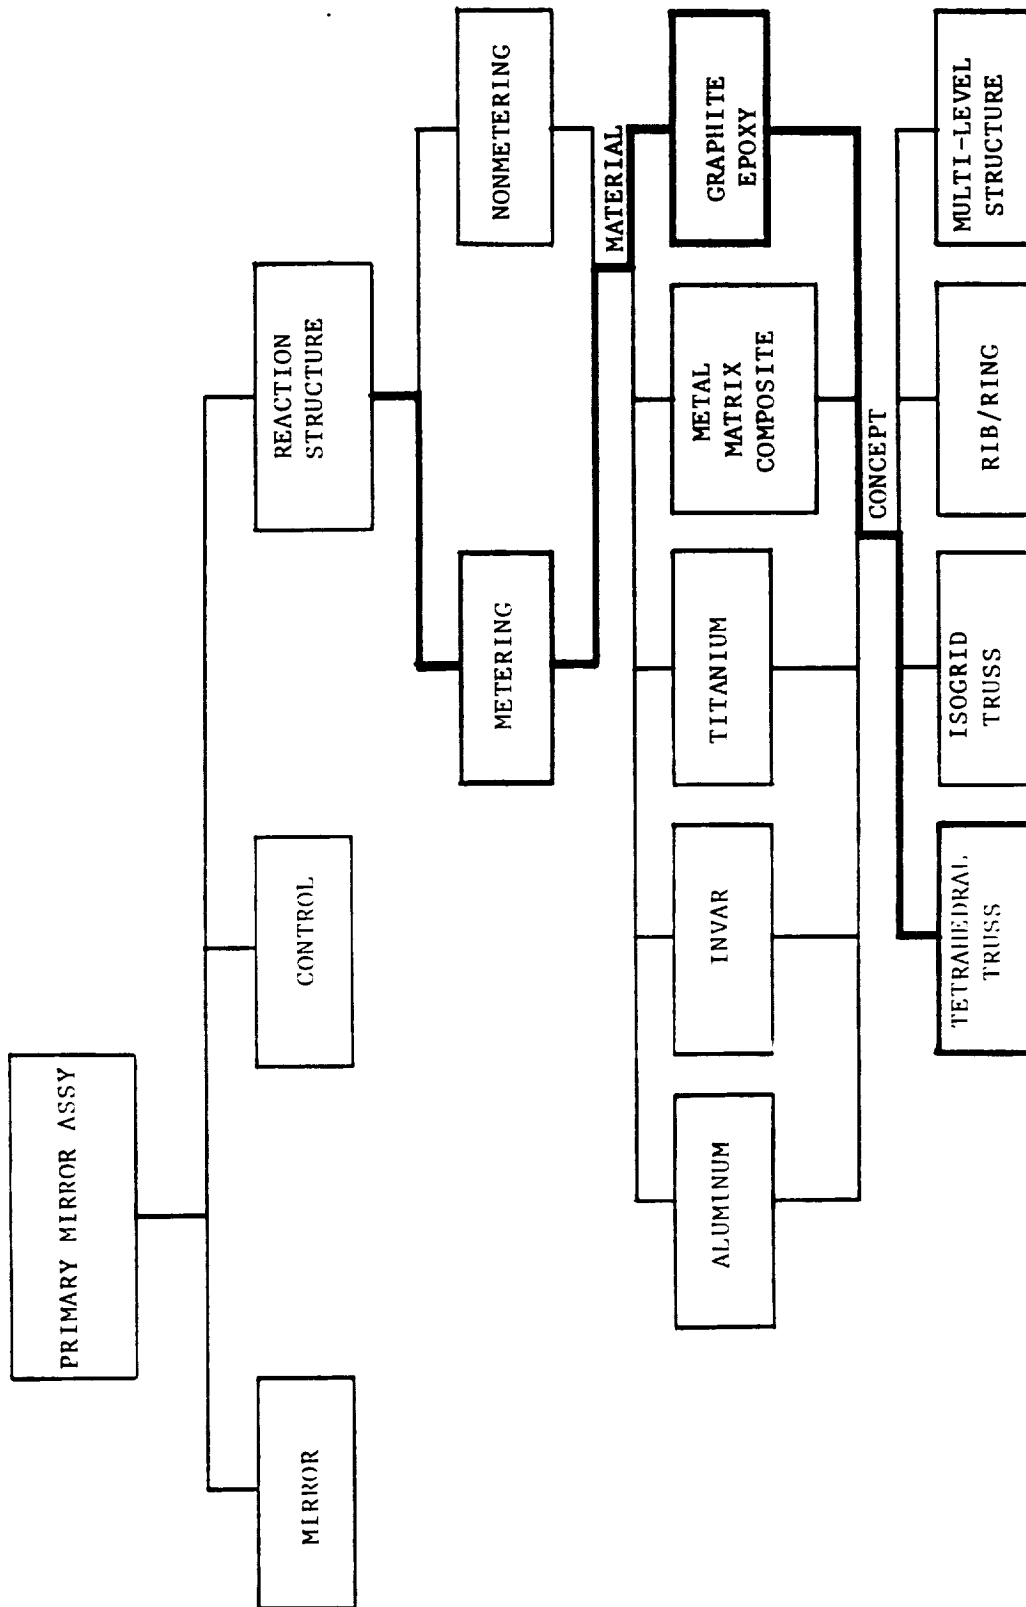 PRIMARY MIRROR ASSY
MIRROR
CONTROL
REACTION
STRUCTURE
METERING
NONMETERING
MATERIAL
ALUMINUM
INVAR
TITANIUM
METAL
MATRIX
COMPOSITE
GRAPHITE
EPOXY
CONCEPT
TETRAHEDRAL
TRUSS
ISOGRID
TRUSS
RIB/RING
MULTI-LEVEL
STRUCTURE